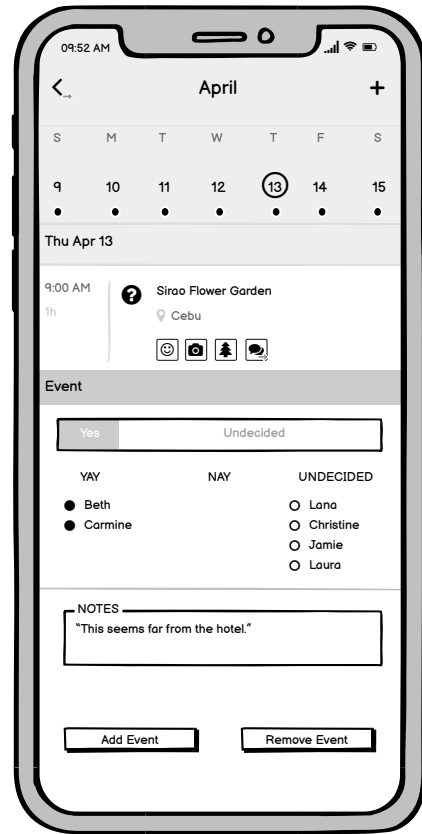 09:52 AM
April
S M T W T F S
9 10 11 12 13 14 15
Thu Apr 13
9:00 AM
1h
Sirao Flower Garden
Cebu
Event
Yes Undecided
YAY NAY UNDECIDED
Beth Lana
Carmine Christine
Jamie
Laura
NOTES
"This seems far from the hotel."
Add Event Remove Event